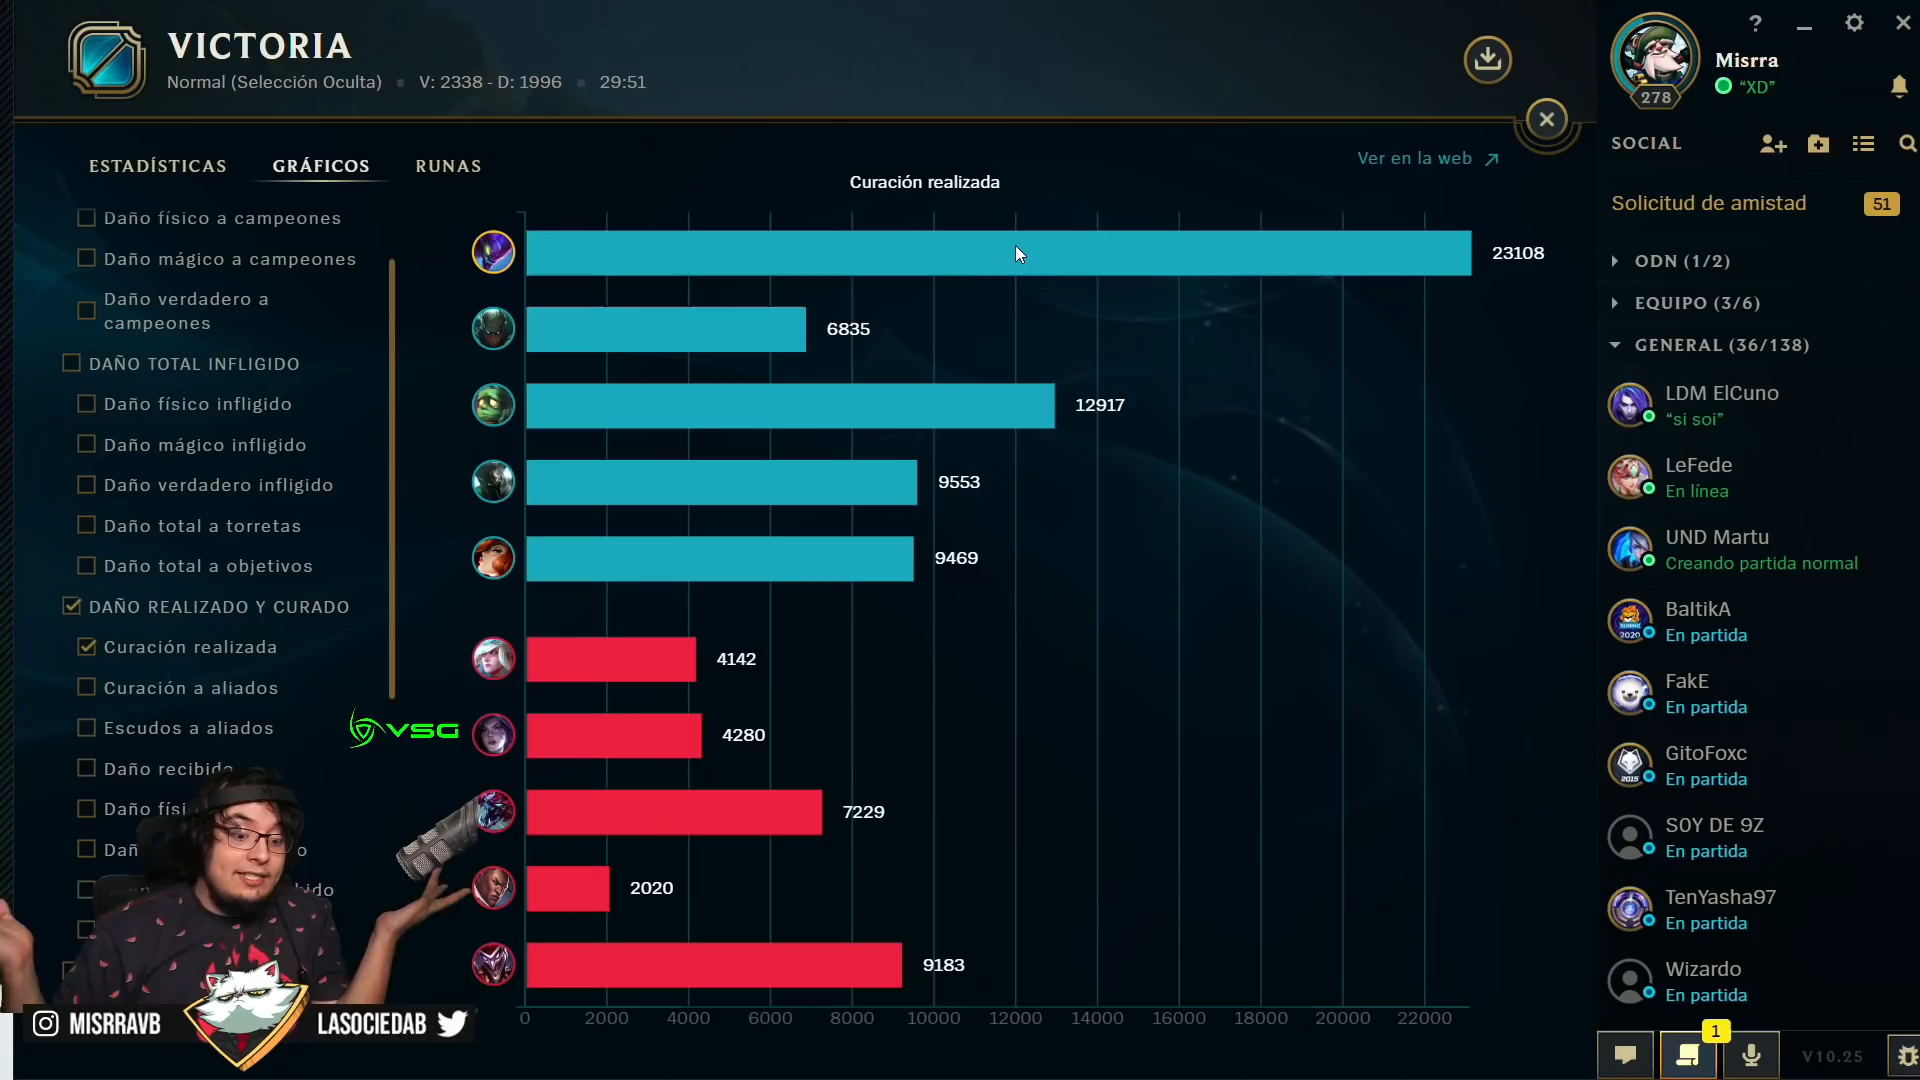 VICTORIA
Normal (Selección Oculta) • V: 2338 - D: 1996 • 29:51
ESTADÍSTICAS
GRÁFICOS
RUNAS
Ver en la web
Curación realizada
Daño físico a campeones
Daño mágico a campeones
Daño verdadero a
campeones
DAÑO TOTAL INFLIGIDO
Daño físico infligido
Daño mágico infligido
Daño verdadero infligido
Daño total a torretas
Daño total a objetivos
DAÑO REALIZADO Y CURADO
Curación realizada
Curación a aliados
Escudos a aliados
Daño recibido
VSG
MISRRAVB
LASOCIEDAB
23108
6835
12917
9553
9469
4142
4280
7229
2020
9183
0
2000
4000
6000
8000
10000
12000
14000
16000
18000
20000
22000
?
Misrra
"XD"
278
SOCIAL
Solicitud de amistad
51
ODN (1/2)
EQUIPO (3/6)
GENERAL (36/138)
LDM ElCuno
"si soi"
LeFede
En línea
UND Martu
Creando partida normal
BaltikA
En partida
FakE
En partida
GitoFoxc
En partida
2015
S0Y DE 9Z
En partida
TenYasha97
En partida
Wizardo
En partida
2020
1
V10.25